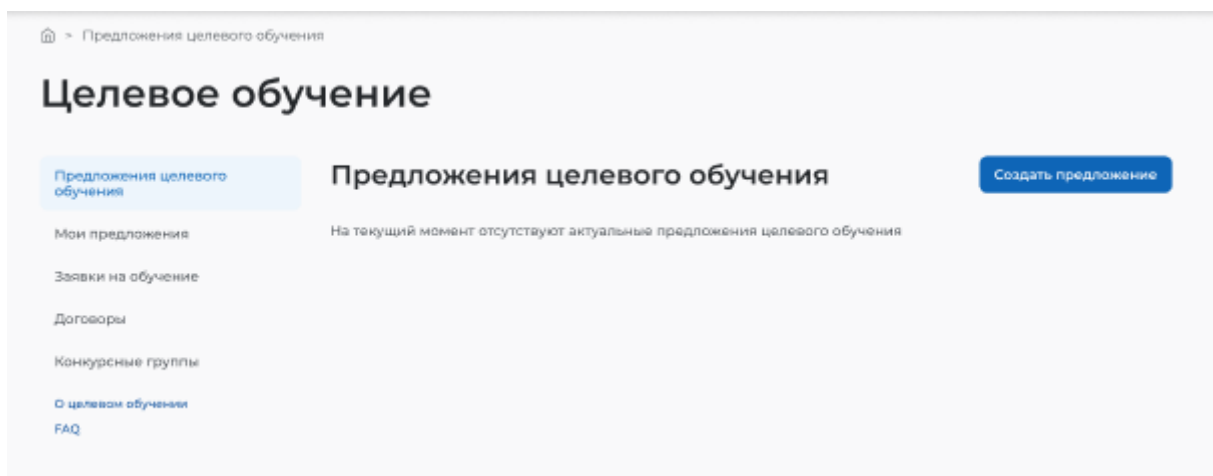 > Предложения целевого обучения
Целевое обучение
Предложения целевого
обучения
Мои предложения
Заявки на обучение
Договоры
Конкурсные группы
О целевом обучении
FAQ
Предложения целевого обучения
Создать предложение
На текущий момент отсутствуют актуальные предложения целевого обучения